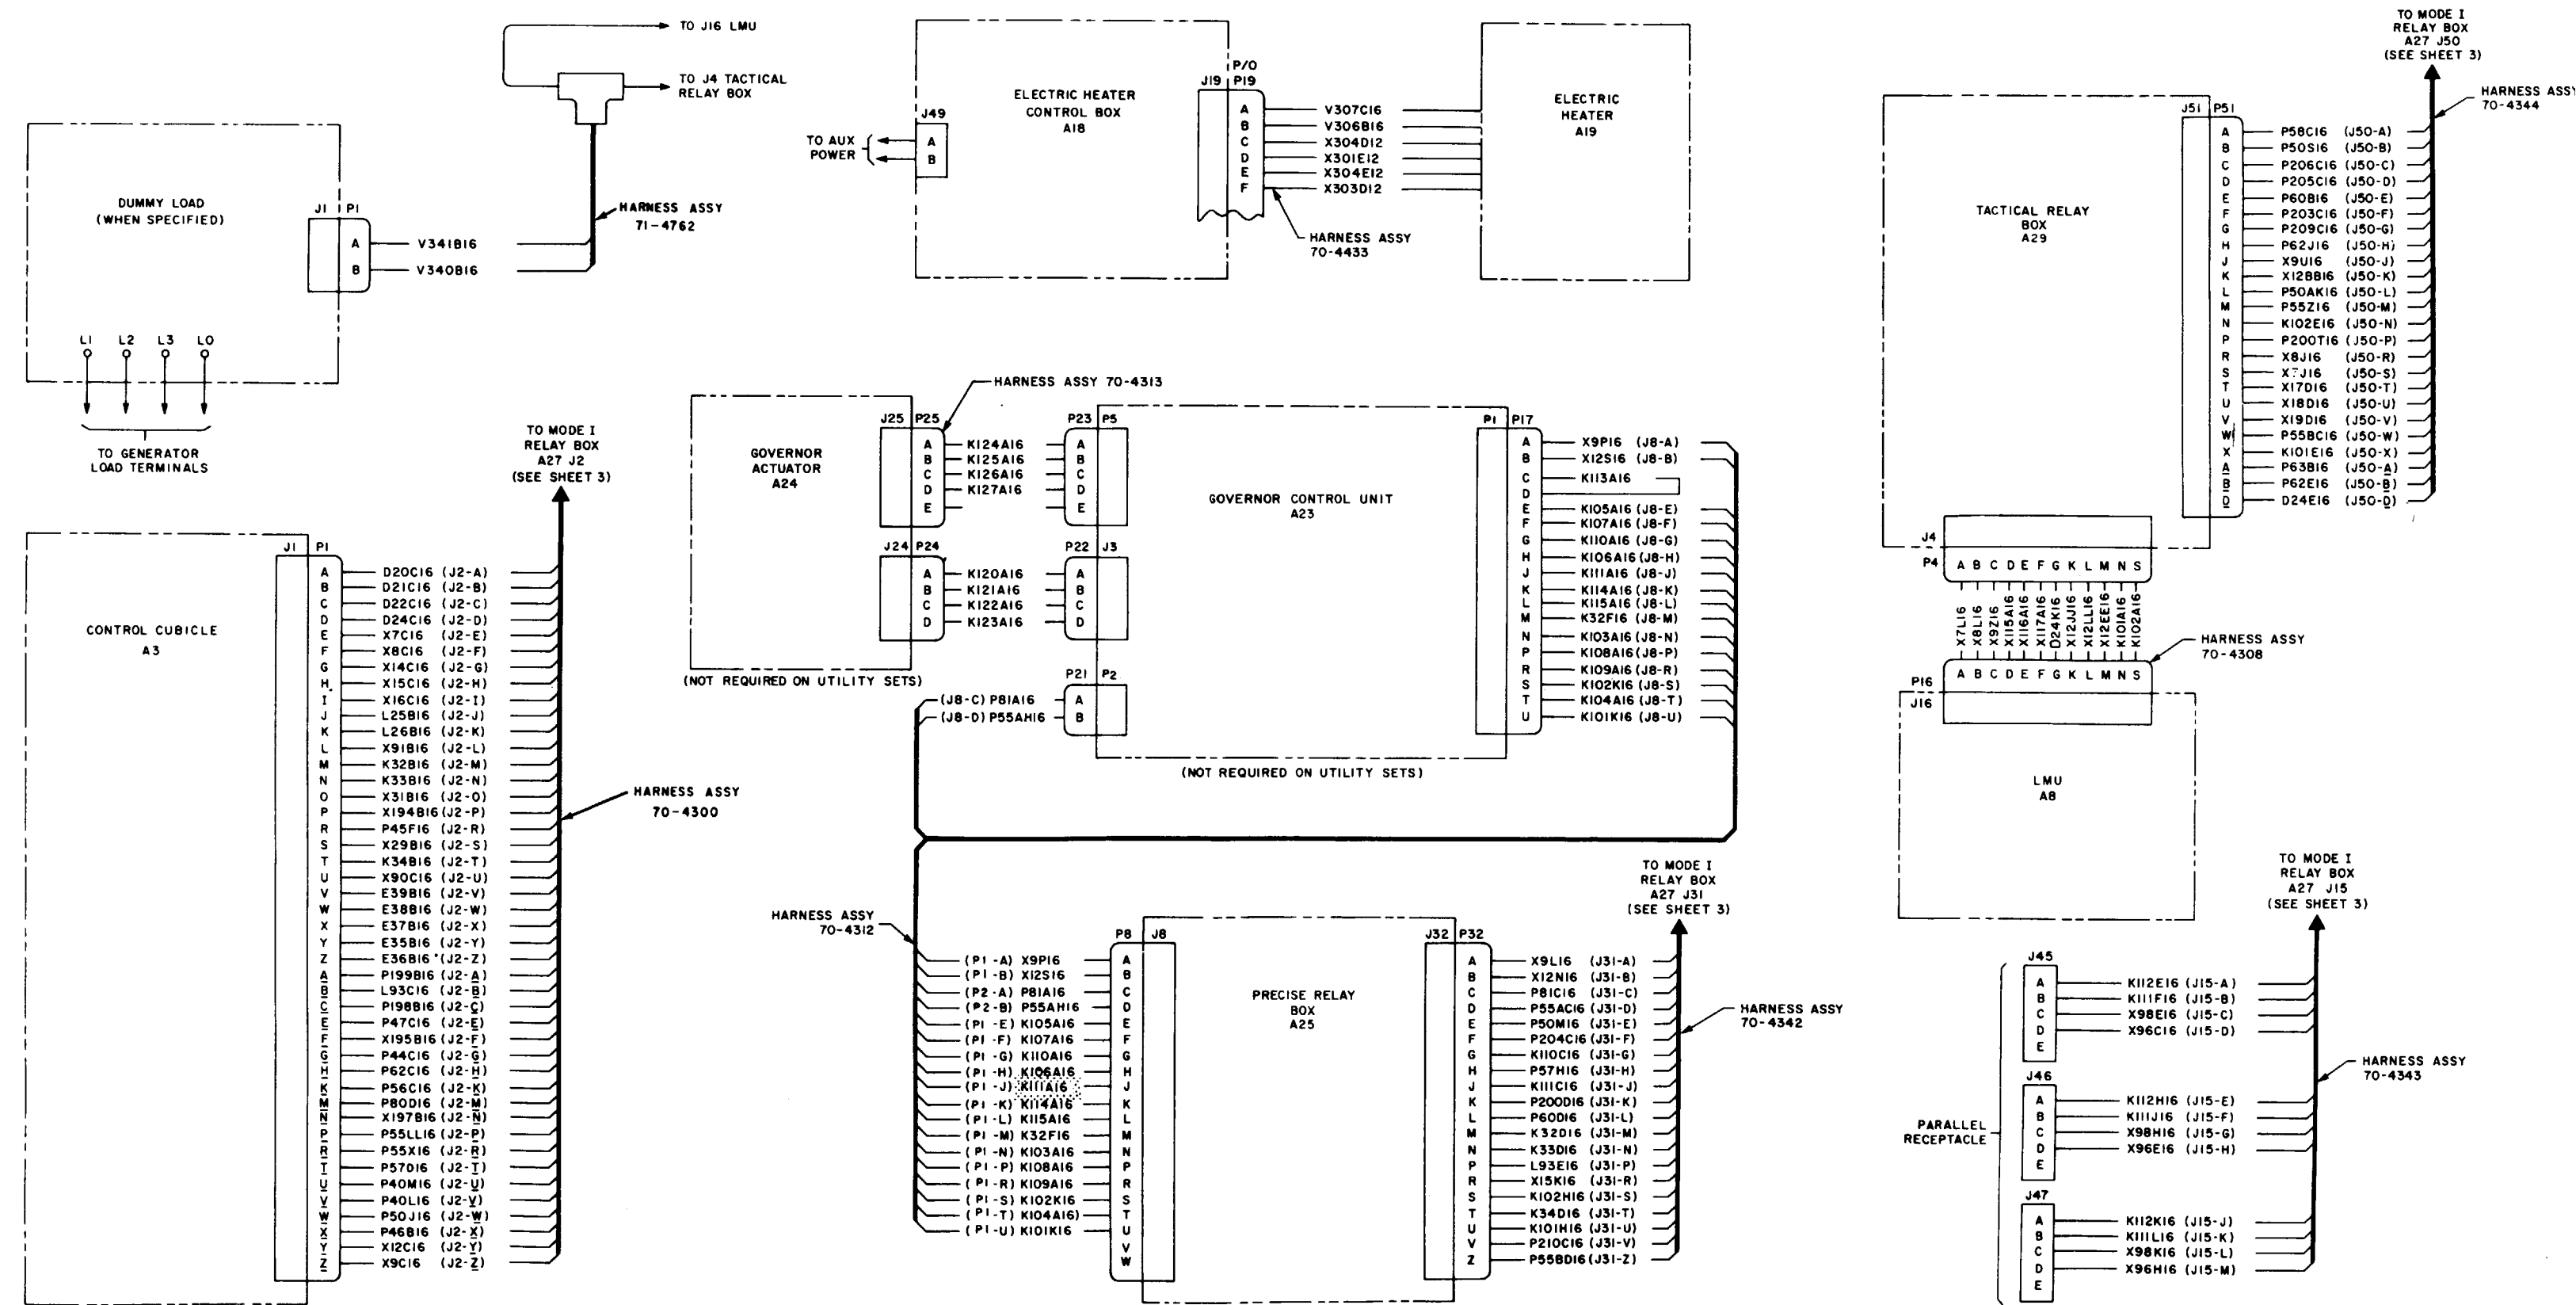 TO J16 LMU
TO J4 TACTICAL
RELAY BOX
DUMMY LOAD
(WHEN SPECIFIED)
J1 P1
A V341B16
B V340B16
HARNESS ASSY
71-4762
L1 L2 L3 L0
TO GENERATOR
LOAD TERMINALS
ELECTRIC HEATER
CONTROL BOX
A18
J49
A
B
TO AUX
POWER
P/O
J19 P19
A V307C16
B V306B16
C X304D12
D X301E12
E X304E12
F X303D12
HARNESS ASSY
70-4433
ELECTRIC
HEATER
A19
TO MODE I
RELAY BOX
A27 J50
(SEE SHEET 3)
HARNESS ASSY
70-4344
TACTICAL RELAY
BOX
A29
J51 P51
A P58C16 (J50-A)
B P50S16 (J50-B)
C P206C16 (J50-C)
D P205C16 (J50-D)
E P60B16 (J50-E)
F P203C16 (J50-F)
G P209C16 (J50-G)
H P62J16 (J50-H)
J X9U16 (J50-J)
K X12BB16 (J50-K)
L P50AK16 (J50-L)
M P55Z16 (J50-M)
N K102E16 (J50-N)
P P200T16 (J50-P)
R X8J16 (J50-R)
S X7J16 (J50-S)
T X17D16 (J50-T)
U X18D16 (J50-U)
V X19D16 (J50-V)
W P55BC16 (J50-W)
X K101E16 (J50-X)
A P63B16 (J50-A)
B P62E16 (J50-B)
D D24E16 (J50-D)
J4
P4 A B C D E F G K L M N S
X7L16
X8L16
X9Z16
X115A16
X116A16
X117A16
D24K16
X12JJ16
X12LL16
X12EE16
K101A16
K102A16
HARNESS ASSY
70-4308
P16 A B C D E F G K L M N S
J16
LMU
A8
TO MODE I
RELAY BOX
A27 J2
(SEE SHEET 3)
CONTROL CUBICLE
A3
J1 P1
A D20C16 (J2-A)
B D21C16 (J2-B)
C D22C16 (J2-C)
D D24C16 (J2-D)
E X7C16 (J2-E)
F X8C16 (J2-F)
G X14C16 (J2-G)
H X15C16 (J2-H)
I X16C16 (J2-I)
J L25B16 (J2-J)
K L26B16 (J2-K)
L X91B16 (J2-L)
M K32B16 (J2-M)
N K33B16 (J2-N)
O X31B16 (J2-O)
P X194B16 (J2-P)
R P45F16 (J2-R)
S X29B16 (J2-S)
T K34B16 (J2-T)
U X90C16 (J2-U)
V E39B16 (J2-V)
W E38B16 (J2-W)
X E37B16 (J2-X)
Y E35B16 (J2-Y)
Z E36B16 (J2-Z)
A P199B16 (J2-A)
B L93C16 (J2-B)
C P198B16 (J2-C)
E P47C16 (J2-E)
F X195B16 (J2-F)
G P44C16 (J2-G)
H P62C16 (J2-H)
K P56C16 (J2-K)
M P80D16 (J2-M)
N X197B16 (J2-N)
P P55LL16 (J2-P)
R P55X16 (J2-R)
T P57D16 (J2-T)
U P40M16 (J2-U)
V P40L16 (J2-V)
W P50J16 (J2-W)
X P46B16 (J2-X)
Y X12C16 (J2-Y)
Z X9C16 (J2-Z)
HARNESS ASSY
70-4300
HARNESS ASSY 70-4313
GOVERNOR
ACTUATOR
A24
J25 P25 P23 P5
A K124A16 A
B K125A16 B
C K126A16 C
D K127A16 D
E E
J24 P24 P22 J3
A K120A16 A
B K121A16 B
C K122A16 C
D K123A16 D
(NOT REQUIRED ON UTILITY SETS)
P21 P2
(J8-C) P81A16 A
(J8-D) P55AH16 B
GOVERNOR CONTROL UNIT
A23
(NOT REQUIRED ON UTILITY SETS)
P1 P17
A X9P16 (J8-A)
B X12S16 (J8-B)
C K113A16
D
E K105A16 (J8-E)
F K107A16 (J8-F)
G K110A16 (J8-G)
H K106A16 (J8-H)
J K111A16 (J8-J)
K K114A16 (J8-K)
L K115A16 (J8-L)
M K32F16 (J8-M)
N K103A16 (J8-N)
P K108A16 (J8-P)
R K109A16 (J8-R)
S K102K16 (J8-S)
T K104A16 (J8-T)
U K101K16 (J8-U)
HARNESS ASSY
70-4312
P8 J8
(P1-A) X9P16 A
(P1-B) X12S16 B
(P2-A) P81A16 C
(P2-B) P55AH16 D
(P1-E) K105A16 E
(P1-F) K107A16 F
(P1-G) K110A16 G
(P1-H) K106A16 H
(P1-J) K111A16 J
(P1-K) K114A16 K
(P1-L) K115A16 L
(P1-M) K32F16 M
(P1-N) K103A16 N
(P1-P) K108A16 P
(P1-R) K109A16 R
(P1-S) K102K16 S
(P1-T) K104A16) T
(P1-U) K101K16 U
V
W
PRECISE RELAY
BOX
A25
TO MODE I
RELAY BOX
A27 J31
(SEE SHEET 3)
J32 P32
A X9L16 (J31-A)
B X12N16 (J31-B)
C P81C16 (J31-C)
D P55AC16 (J31-D)
E P50M16 (J31-E)
F P204C16 (J31-F)
G K110C16 (J31-G)
H P57H16 (J31-H)
J K111C16 (J31-J)
K P200D16 (J31-K)
L P60D16 (J31-L)
M K32D16 (J31-M)
N K33D16 (J31-N)
P L93E16 (J31-P)
R X15K16 (J31-R)
S K102H16 (J31-S)
T K34D16 (J31-T)
U K101H16 (J31-U)
V P210C16 (J31-V)
Z P55BD16 (J31-Z)
HARNESS ASSY
70-4342
TO MODE I
RELAY BOX
A27 J15
(SEE SHEET 3)
PARALLEL
RECEPTACLE
J45
A K112E16 (J15-A)
B K111F16 (J15-B)
C X98E16 (J15-C)
D X96C16 (J15-D)
E
J46
A K112H16 (J15-E)
B K111J16 (J15-F)
C X98H16 (J15-G)
D X96E16 (J15-H)
E
J47
A K112K16 (J15-J)
B K111L16 (J15-K)
C X98K16 (J15-L)
D X96H16 (J15-M)
E
HARNESS ASSY
70-4343